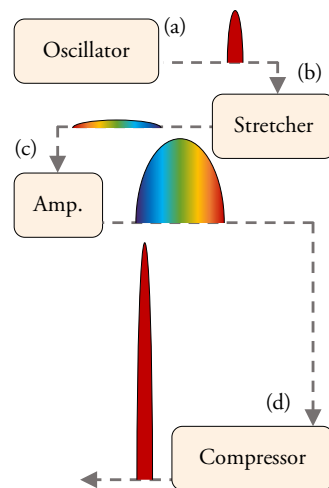 (a)
Oscillator
(b)
Stretcher
(c)
Amp.
(d)
Compressor